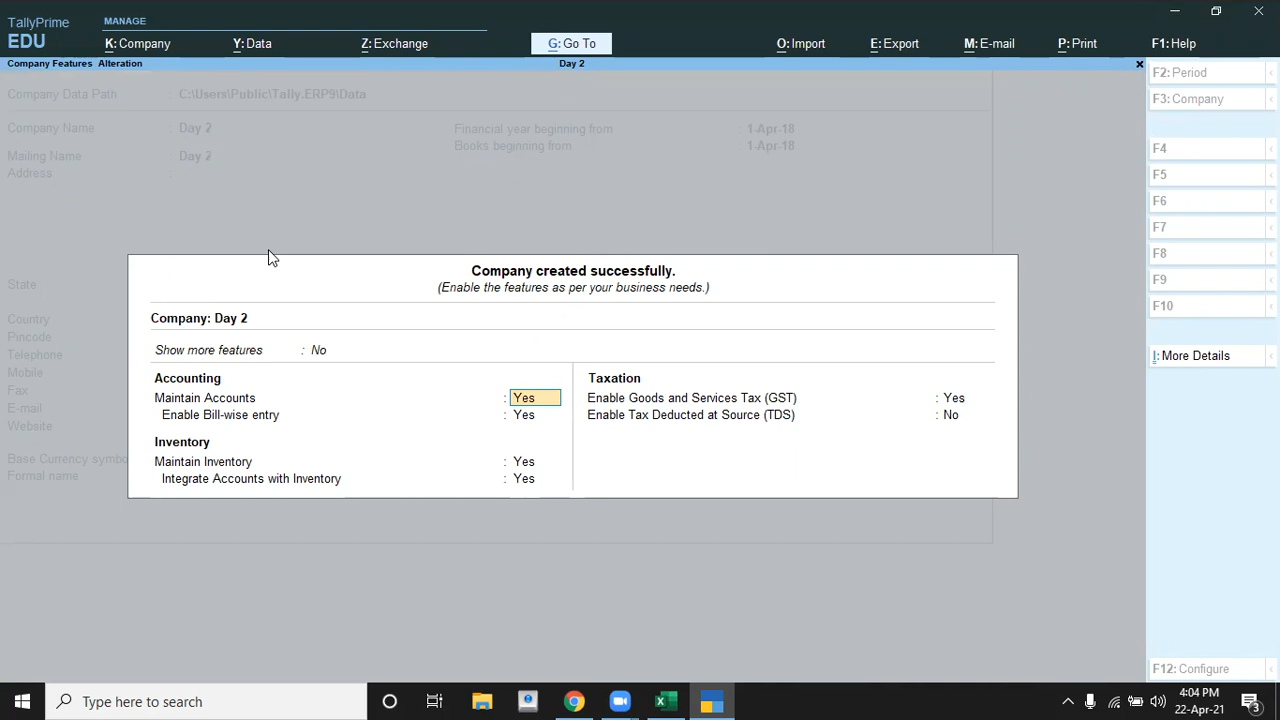 TallyPrime
EDU
MANAGE
K: Company
Y: Data
Z: Exchange
G: Go To
O: Import
E: Export
M: E-mail
P: Print
F1: Help
Company Features Alteration
Day 2
Company Data Path C:\Users\Public\Tally.ERP9\Data
Company Name : Day 2
Financial year beginning from : 1-Apr-18
Books beginning from : 1-Apr-18
Mailing Name : Day 2
Address :
State
Country
Pincode
Telephone
Mobile
Fax
E-mail
Website
Base Currency symbo
Formal name
Company created successfully.
(Enable the features as per your business needs.)
Company: Day 2
Show more features : No
Accounting
Maintain Accounts : Yes
Enable Bill-wise entry : Yes
Inventory
Maintain Inventory : Yes
Integrate Accounts with Inventory : Yes
Taxation
Enable Goods and Services Tax (GST) : Yes
Enable Tax Deducted at Source (TDS) : No
F2: Period
F3: Company
F4
F5
F6
F7
F8
F9
F10
I: More Details
F12: Configure
Type here to search
4:04 PM
22-Apr-21
3